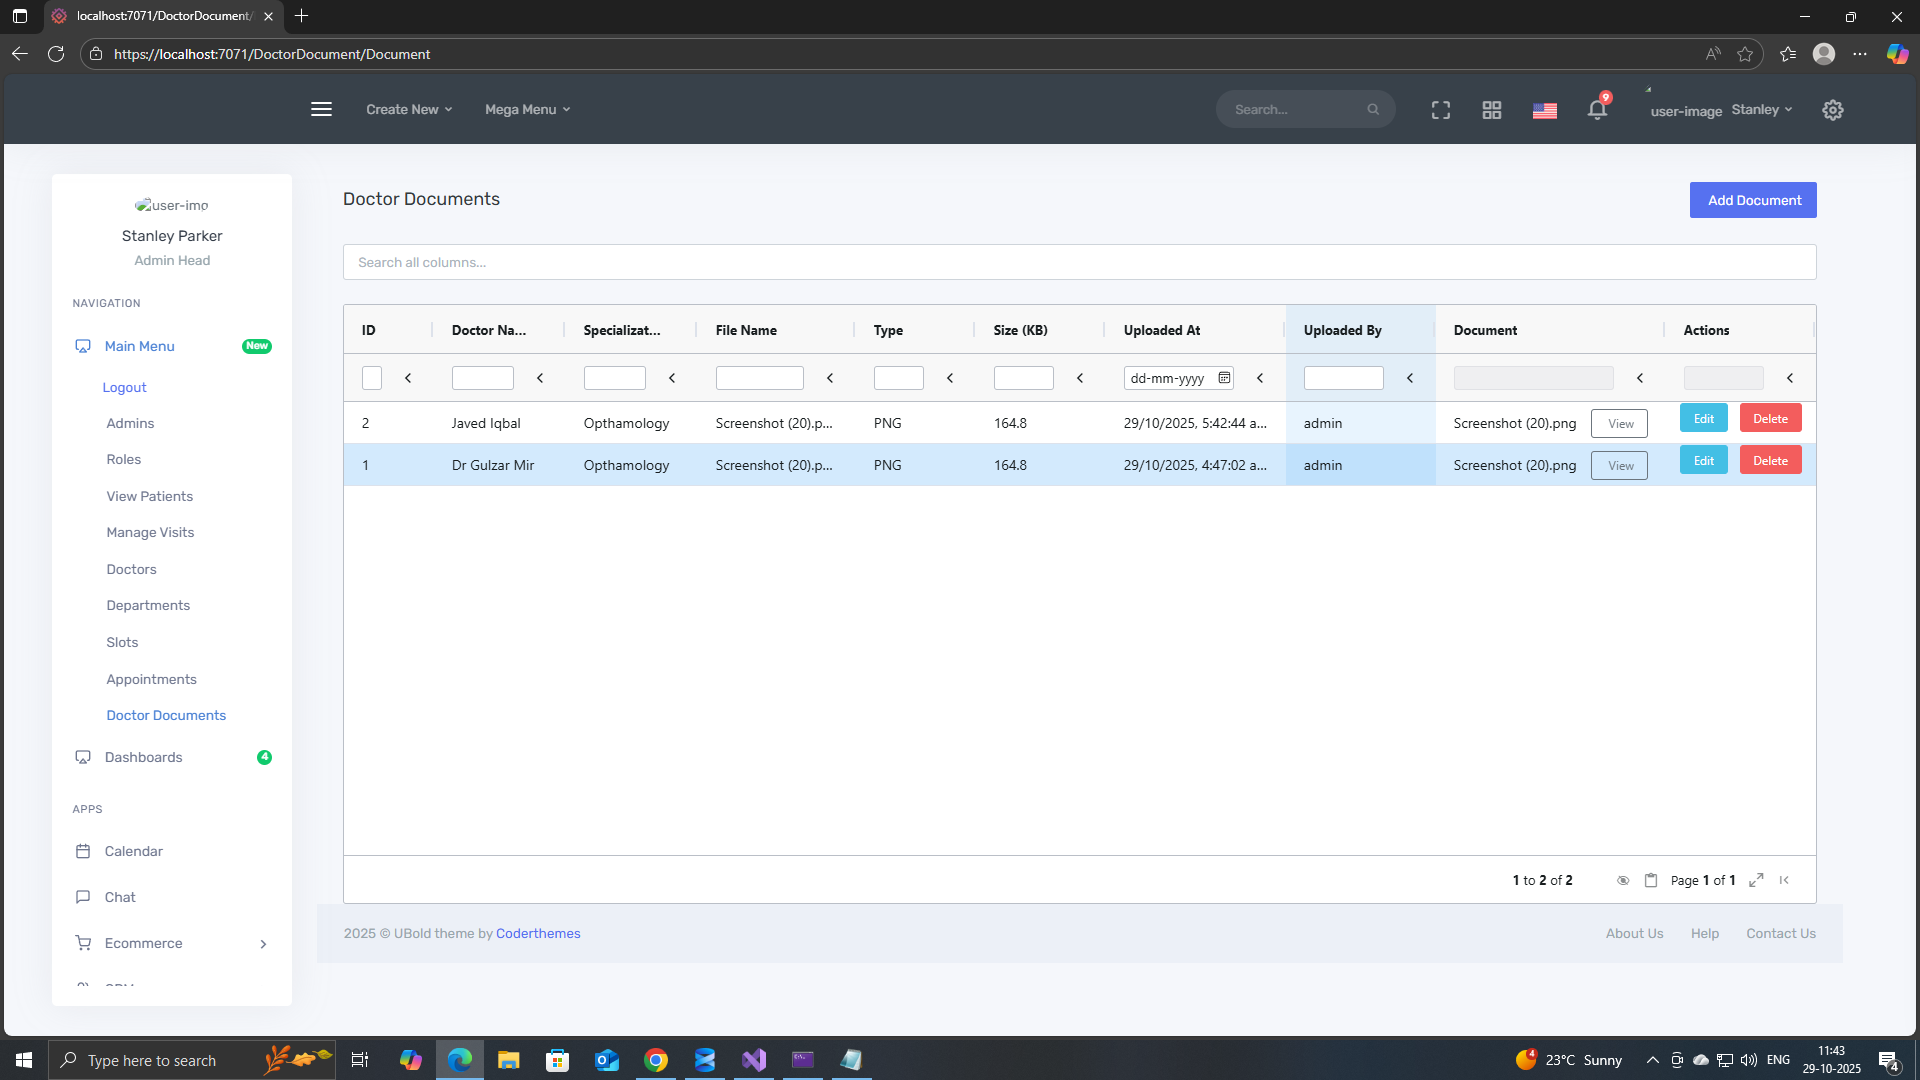 localhost:7071/DoctorDocument/
https://localhost:7071/DoctorDocument/Document
Create New
Mega Menu
Search...
9
user-image
Stanley
user-imp
Stanley Parker
Admin Head
NAVIGATION
Main Menu
New
Logout
Admins
Roles
View Patients
Manage Visits
Doctors
Departments
Slots
Appointments
Doctor Documents
Dashboards
4
APPS
Calendar
Chat
Ecommerce
Doctor Documents
Add Document
Search all columns...
ID Doctor Na... Specializat... File Name Type Size (KB) Uploaded At Uploaded By Document Actions
dd-mm-yyyy
2 Javed Iqbal Opthamology Screenshot (20).p... PNG 164.8 29/10/2025, 5:42:44 a... admin Screenshot (20).png View Edit Delete
1 Dr Gulzar Mir Opthamology Screenshot (20).p... PNG 164.8 29/10/2025, 4:47:02 a... admin Screenshot (20).png View Edit Delete
1 to 2 of 2
Page 1 of 1
2025 © UBold theme by Coderthemes
About Us
Help
Contact Us
Type here to search
4
23°C Sunny
ENG
11:43
29-10-2025
4